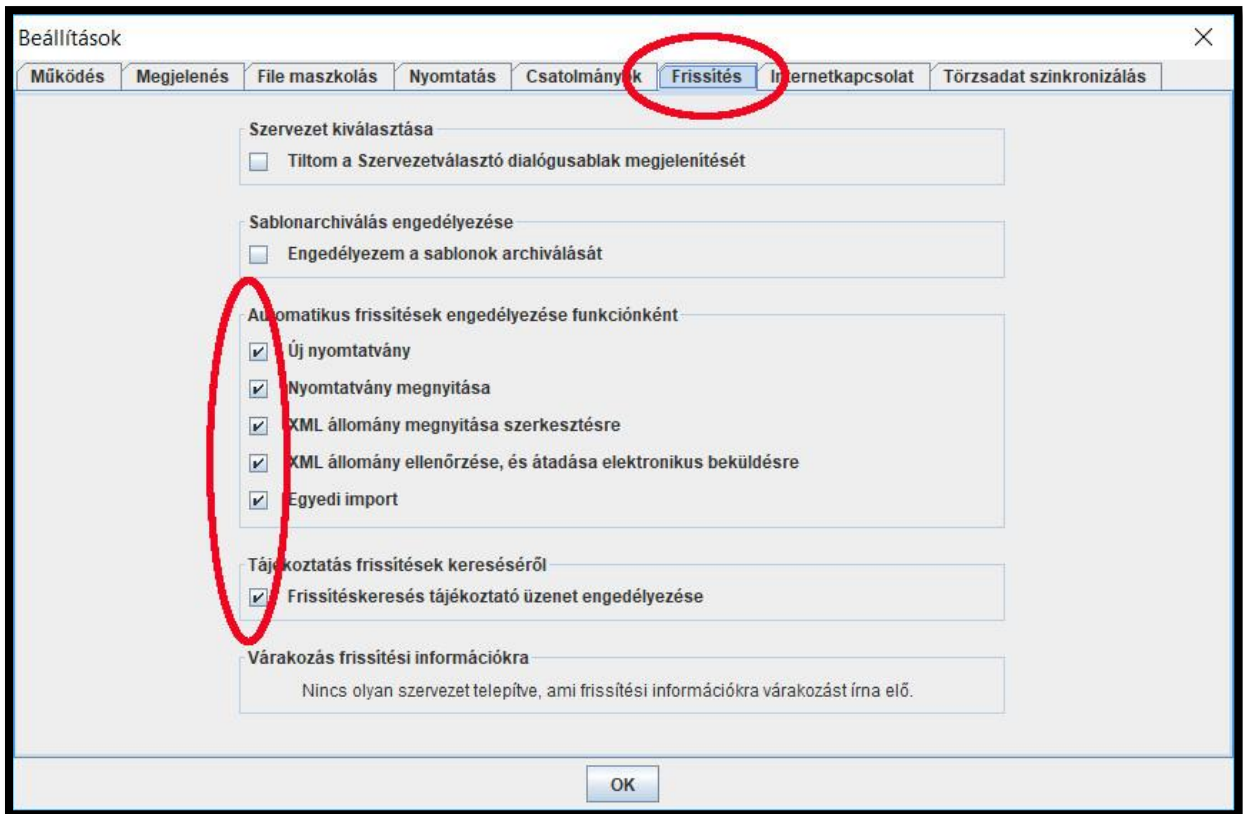 Beállítások
Működés Megjelenés File maszkolás Nyomtatás Csatolmányok Frissítés Internetkapcsolat Törzsadat szinkronizálás
Szervezet kiválasztása
Tiltom a Szervezetválasztó dialógusablak megjelenítését
Sablonarchiválás engedélyezése
Engedélyezem a sablonok archiválását
Automatikus frissítések engedélyezése funkciónként
Új nyomtatvány
Nyomtatvány megnyitása
XML állomány megnyitása szerkesztésre
XML állomány ellenőrzése, és átadása elektronikus beküldésre
Egyedi import
Tájékoztatás frissítések kereséséről
Frissítéskeresés tájékoztató üzenet engedélyezése
Várakozás frissítési információkra
Nincs olyan szervezet telepítve, ami frissítési információkra várakozást írna elő.
OK